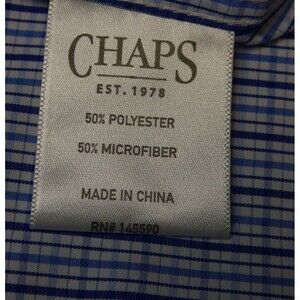 CHAPS
EST. 1978
50% POLYESTER
50% MICROFIBER
MADE IN CHINA
RN# 145590